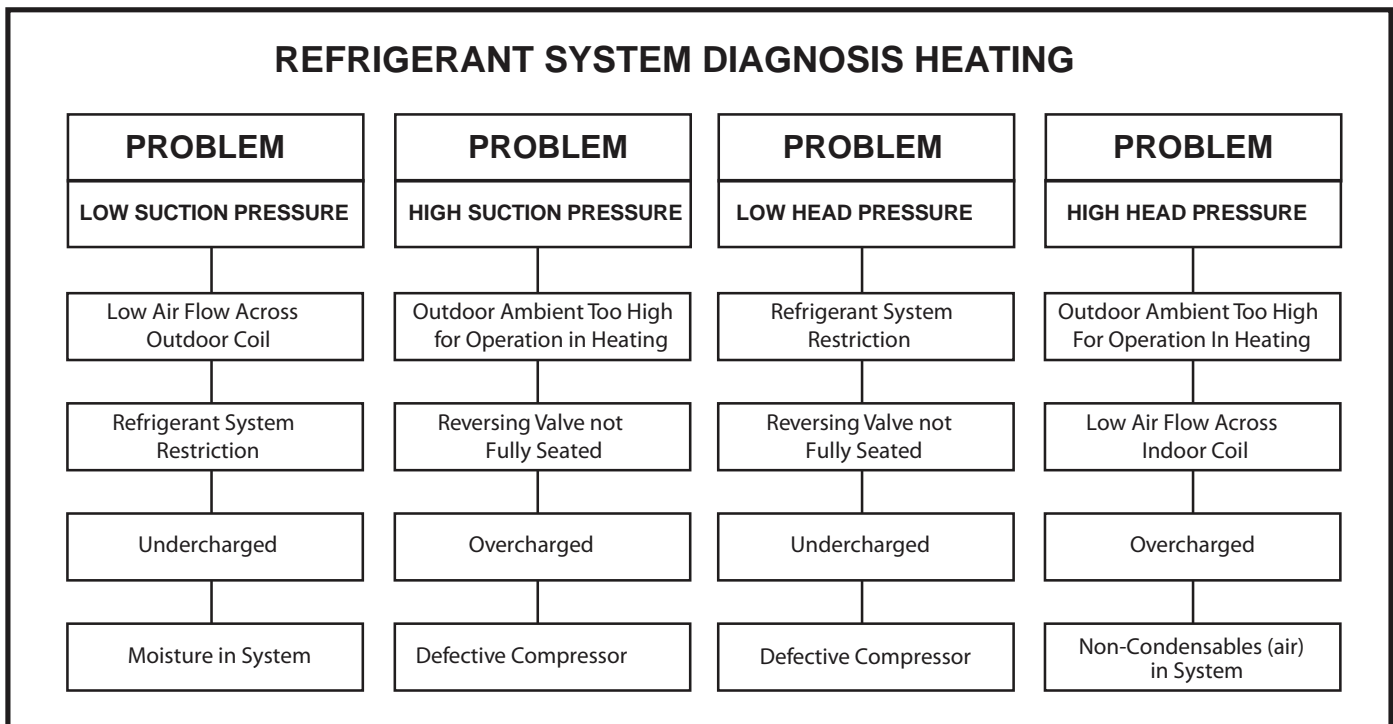 REFRIGERANT SYSTEM DIAGNOSIS HEATING
PROBLEM
LOW SUCTION PRESSURE
Low Air Flow Across
Outdoor Coil
Refrigerant System
Restriction
Undercharged
Moisture in System
PROBLEM
HIGH SUCTION PRESSURE
Outdoor Ambient Too High
for Operation in Heating
Reversing Valve not
Fully Seated
Overcharged
Defective Compressor
PROBLEM
LOW HEAD PRESSURE
Refrigerant System
Restriction
Reversing Valve not
Fully Seated
Undercharged
Defective Compressor
PROBLEM
HIGH HEAD PRESSURE
Outdoor Ambient Too High
For Operation In Heating
Low Air Flow Across
Indoor Coil
Overcharged
Non-Condensables (air)
in System